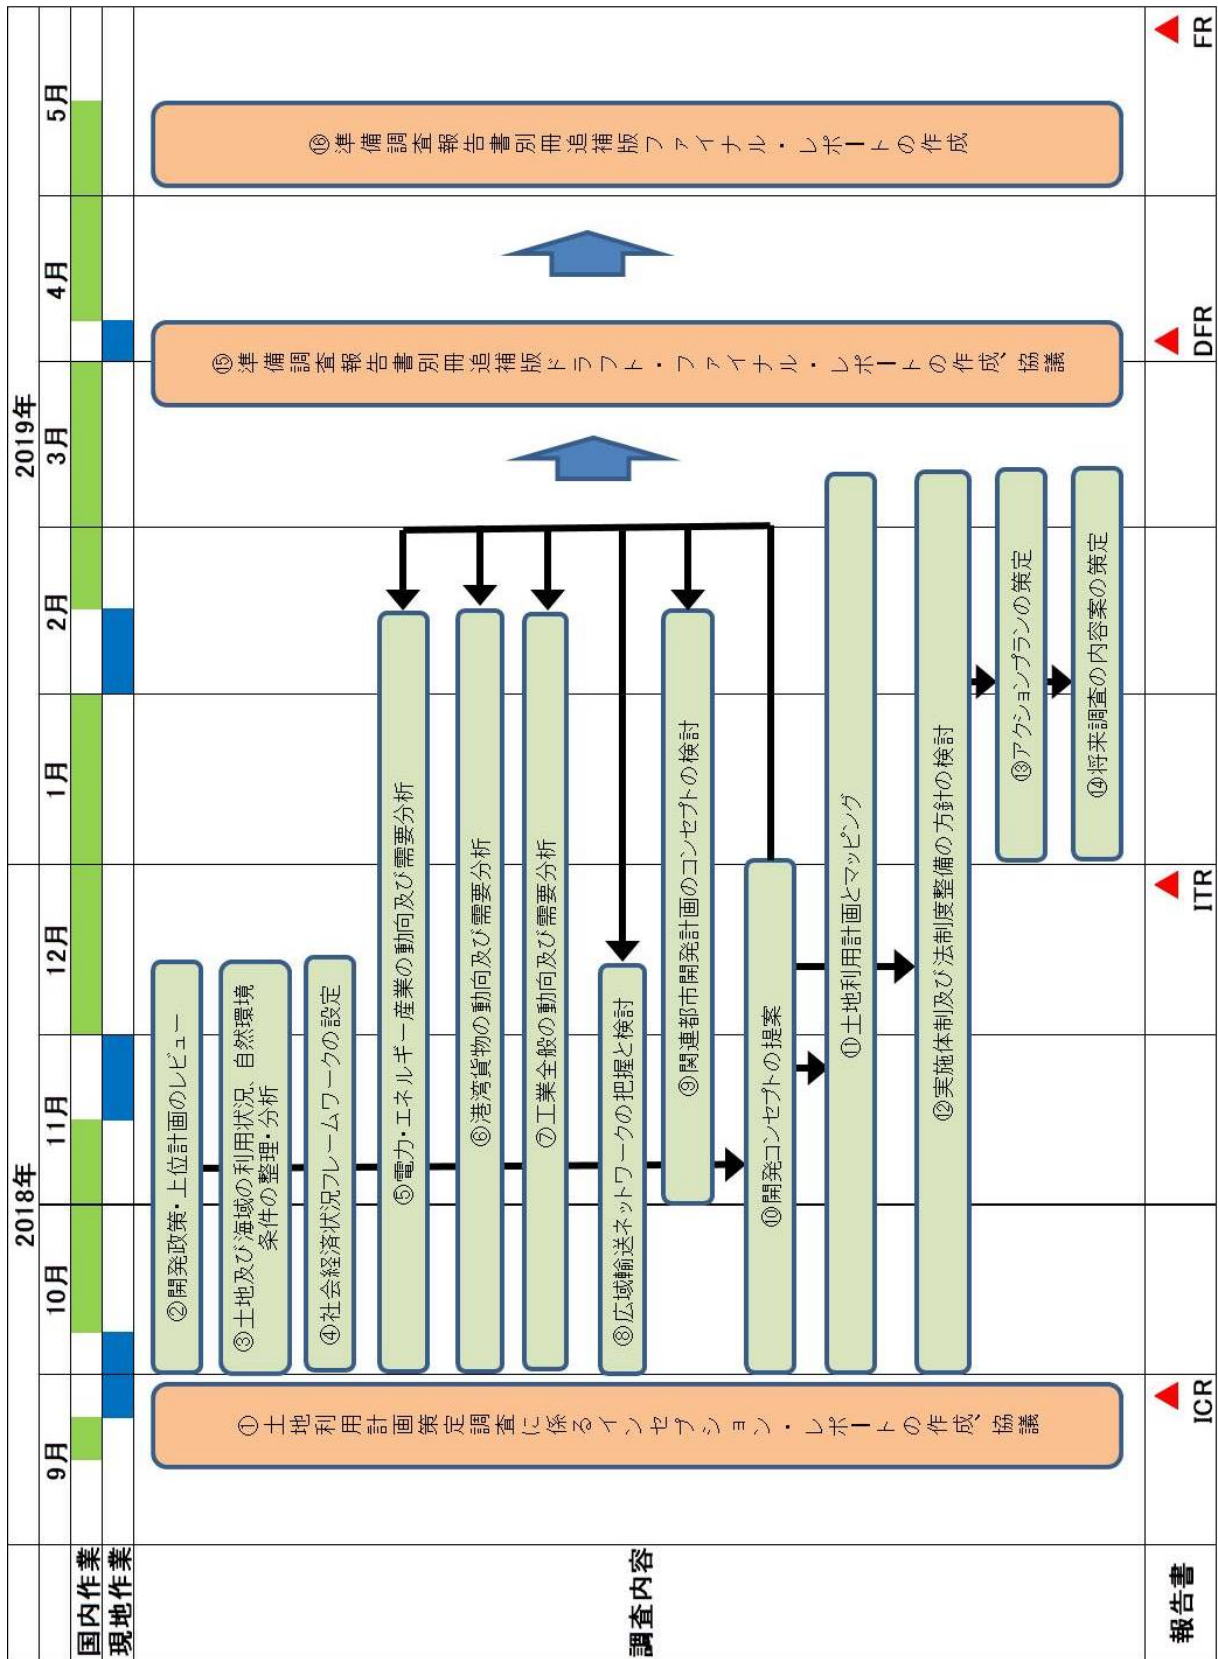 2018年
2019年
9月
10月
11月
12月
1月
2月
3月
4月
5月
国内作業
現地作業
調査内容
①土地利用計画策定調査に係るインセプション・レポートの作成、協議
②開発政策・上位計画のレビュー
③土地及び海域の利用状況、自然環境
条件の整理・分析
④社会経済状況フレームワークの設定
⑤電力・エネルギー産業の動向及び需要分析
⑥港湾貨物の動向及び需要分析
⑦工業全般の動向及び需要分析
⑧広域輸送ネットワークの把握と検討
⑨関連都市開発計画のコンセプトの検討
⑩開発コンセプトの提案
⑪土地利用計画とマッピング
⑫実施体制及び法制度整備の方針の検討
⑬アクションプランの策定
⑭将来調査の内容案の策定
⑮準備調査報告書別冊追補版ドラフト・ファイナル・レポートの作成、協議
⑯準備調査報告書別冊追補版ファイナル・レポートの作成
報告書
ICR
ITR
DFR
FR